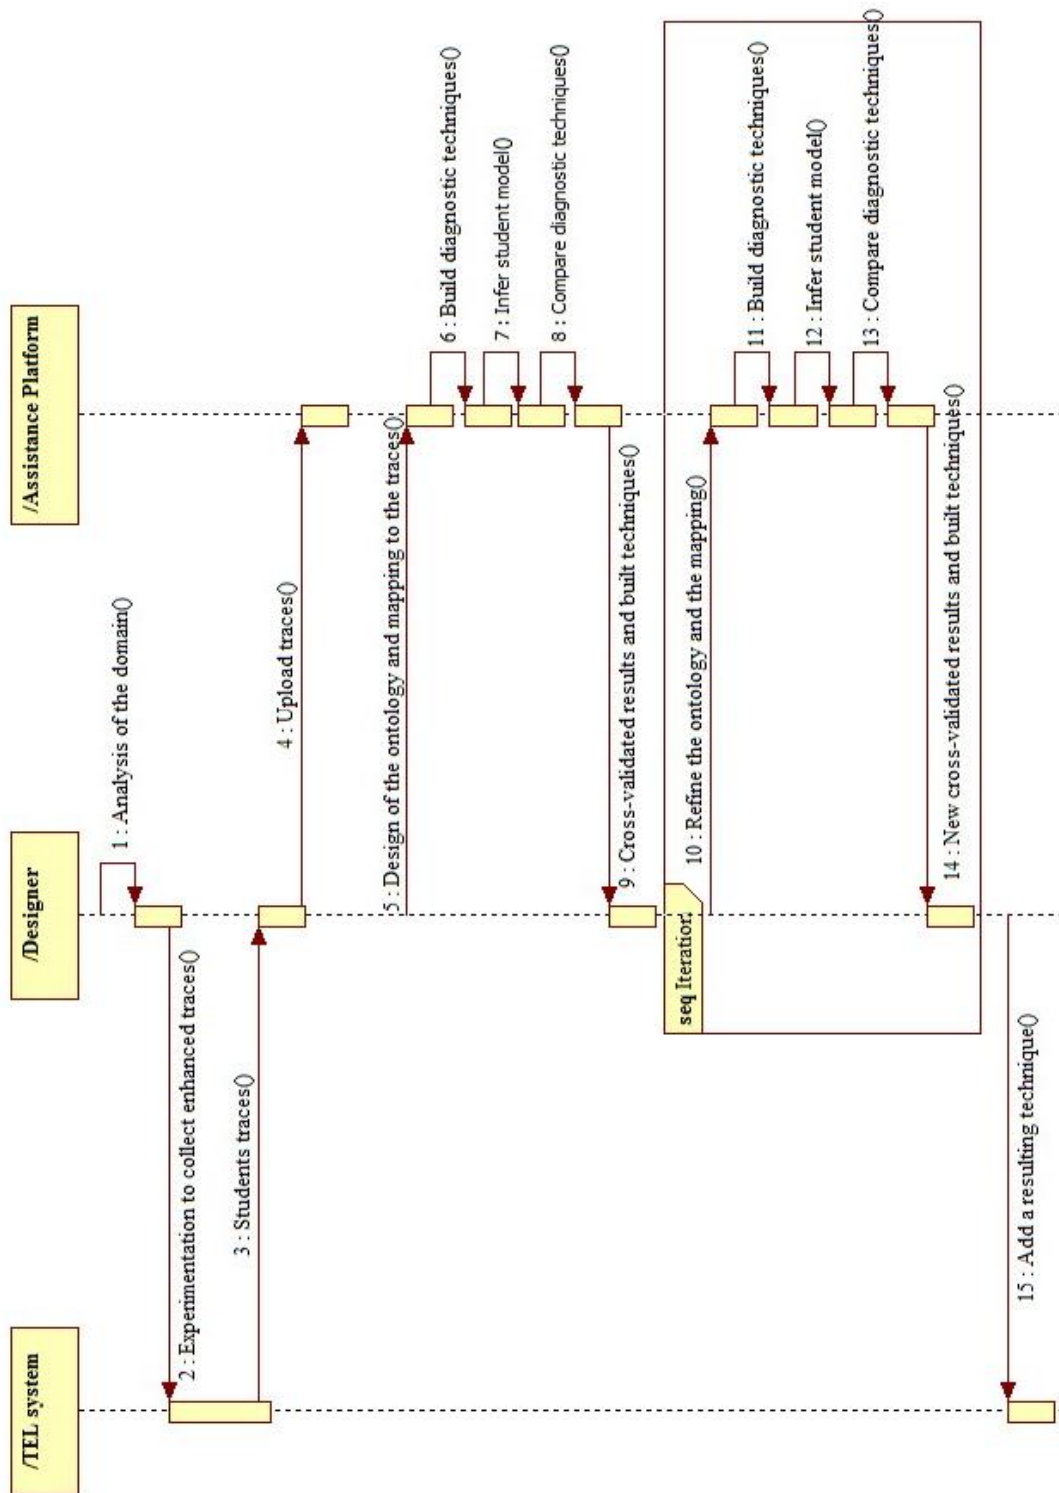 /TEL system
/Designer
/Assistance Platform
1 : Analysis of the domain()
2 : Experimentation to collect enhanced traces()
3 : Students traces()
4 : Upload traces()
5 : Design of the ontology and mapping to the traces()
6 : Build diagnostic techniques()
7 : Infer student model()
8 : Compare diagnostic techniques()
9 : Cross-validated results and built techniques()
seq Iteration
10 : Refine the ontology and the mapping()
11 : Build diagnostic techniques()
12 : Infer student model()
13 : Compare diagnostic techniques()
14 : New cross-validated results and built techniques()
15 : Add a resulting technique()